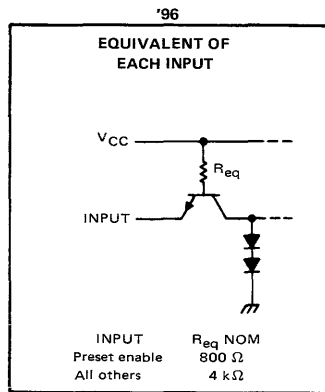 '96
EQUIVALENT OF
EACH INPUT
VCC
Req
INPUT
INPUT Req NOM
Preset enable 800 Ω
All others 4 kΩ